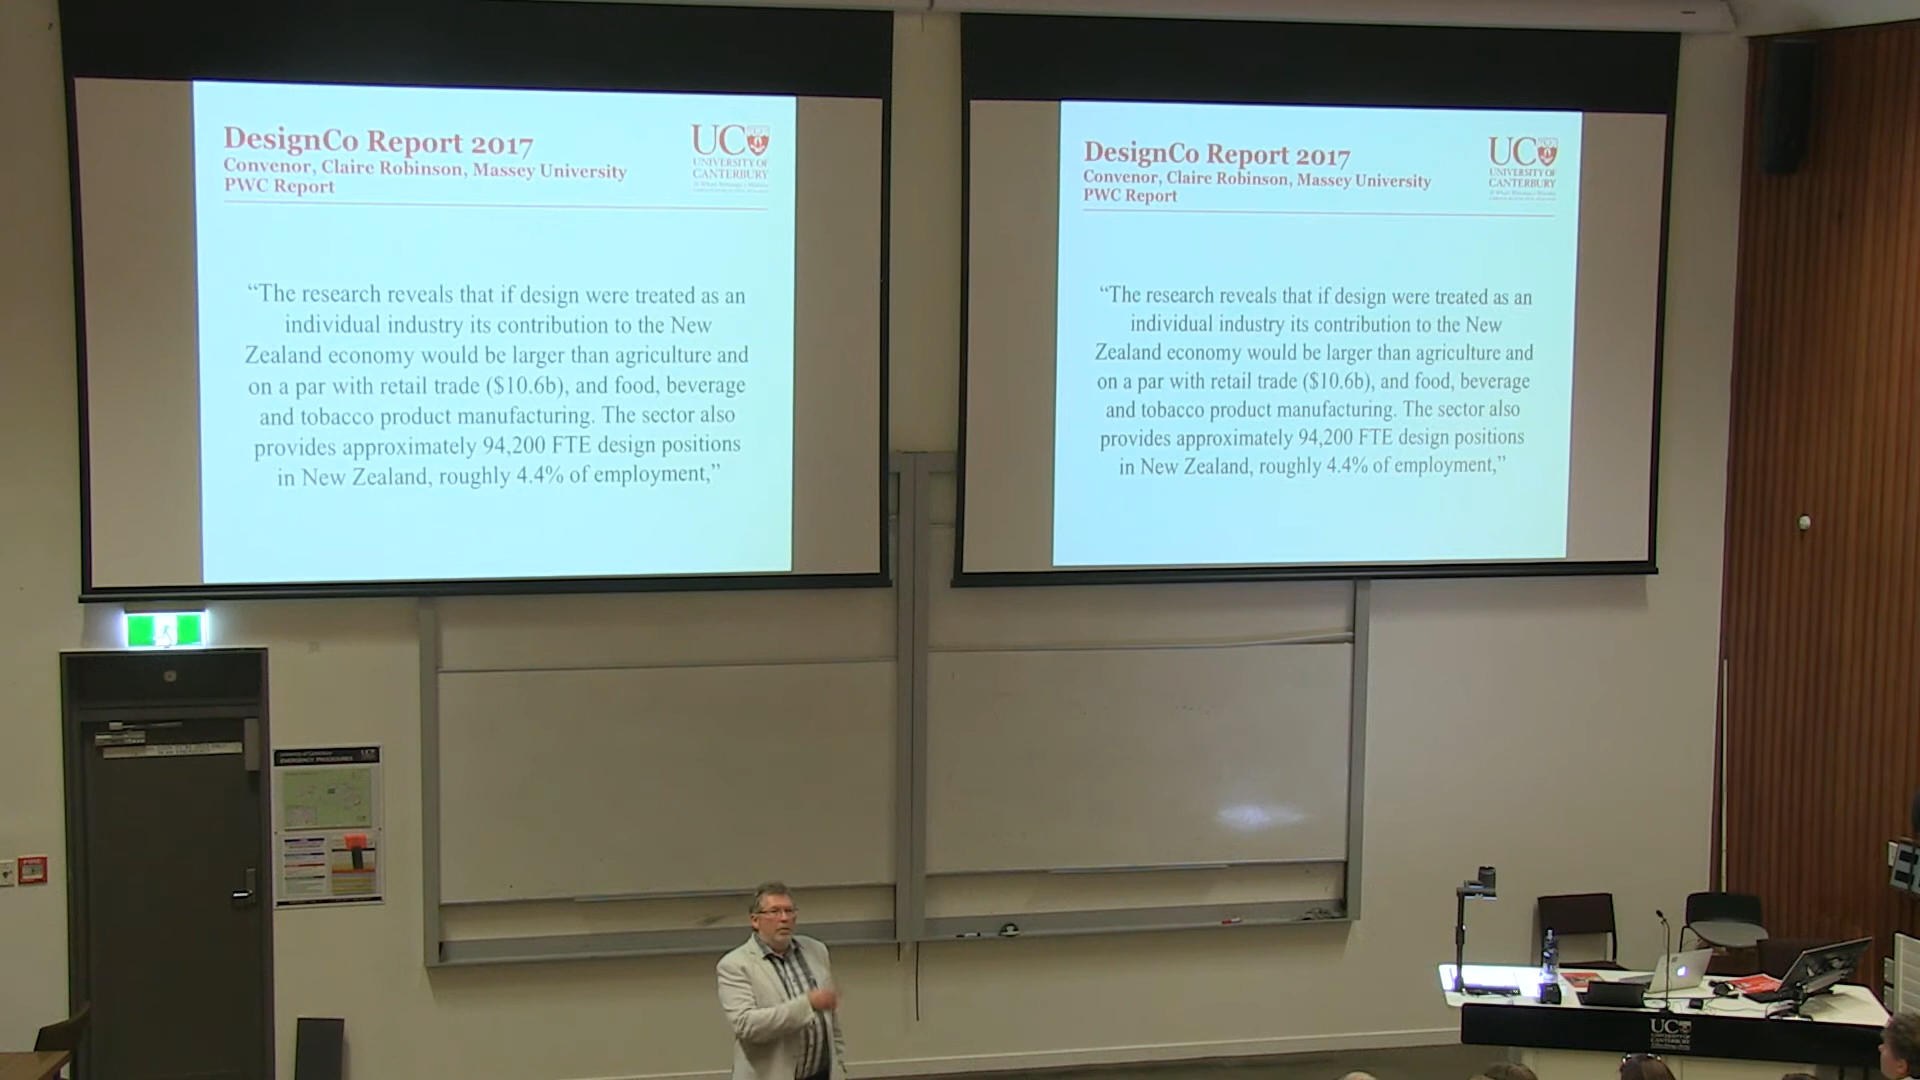 DesignCo Report 2017
Convenor, Claire Robinson, Massey University
PWC Report
UC
UNIVERSITY OF
CANTERBURY
“The research reveals that if design were treated as an
individual industry its contribution to the New
Zealand economy would be larger than agriculture and
on a par with retail trade ($10.6b), and food, beverage
and tobacco product manufacturing. The sector also
provides approximately 94,200 FTE design positions
in New Zealand, roughly 4.4% of employment,”
DesignCo Report 2017
Convenor, Claire Robinson, Massey University
PWC Report
UC
UNIVERSITY OF
CANTERBURY
“The research reveals that if design were treated as an
individual industry its contribution to the New
Zealand economy would be larger than agriculture and
on a par with retail trade ($10.6b), and food, beverage
and tobacco product manufacturing. The sector also
provides approximately 94,200 FTE design positions
in New Zealand, roughly 4.4% of employment,”
EMERGENCY PROCEDURES
UC
UNIVERSITY OF
CANTERBURY